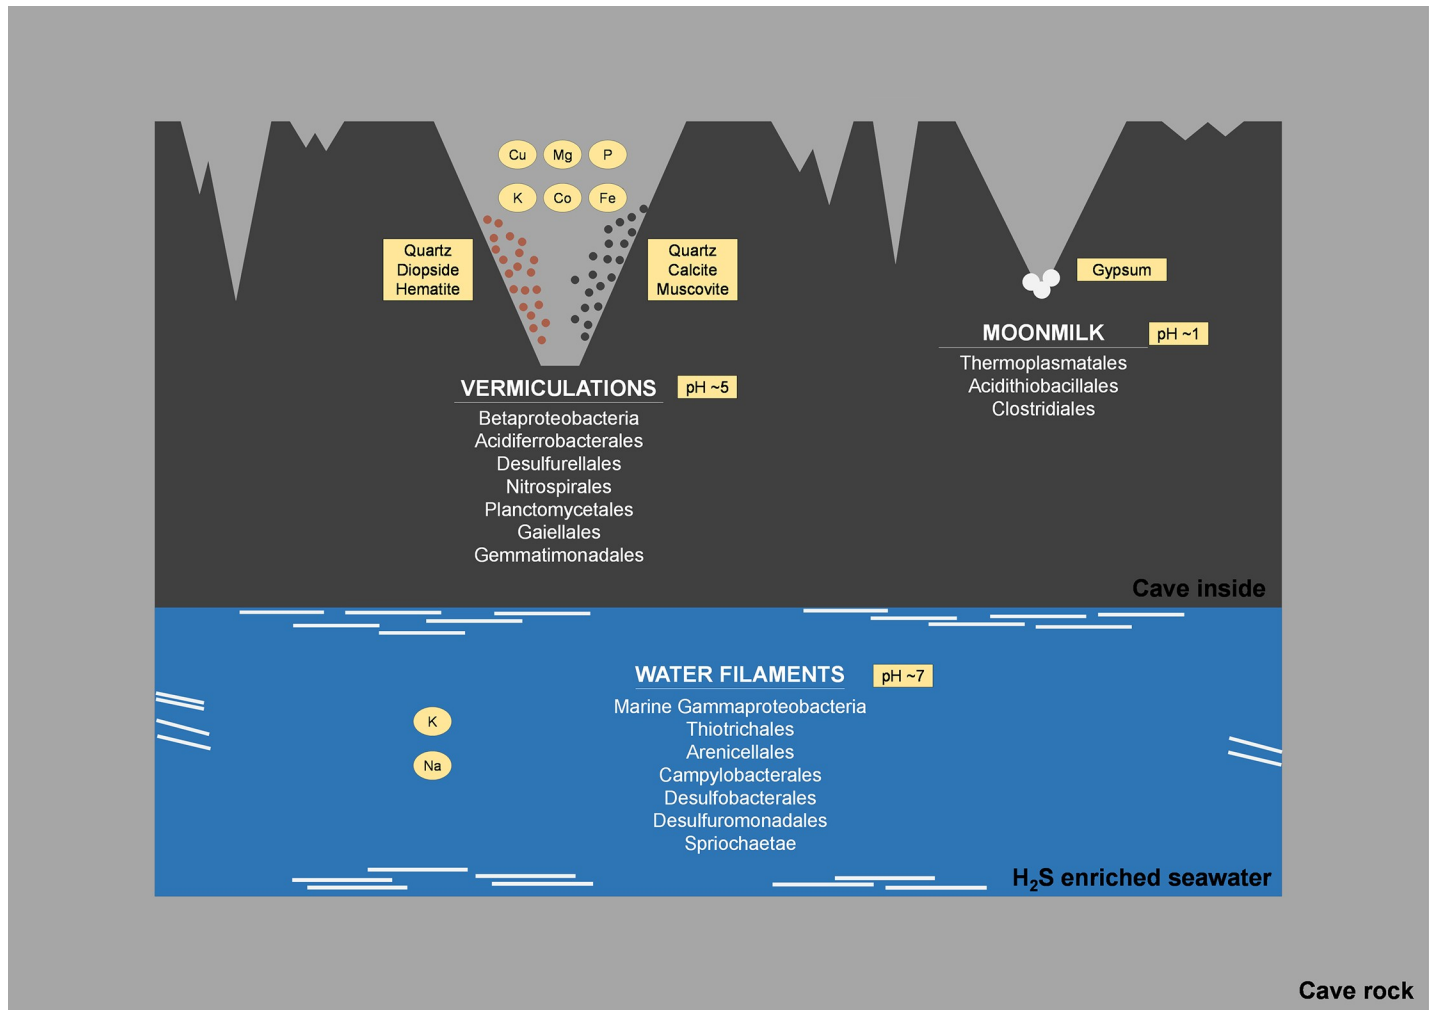 Cu Mg P
K Co Fe
Quartz
Diopside
Hematite
Quartz
Calcite
Muscovite
Gypsum
VERMICULATIONS
pH ~5
Betaproteobacteria
Acidiferrobacterales
Desulfurellales
Nitrospirales
Planctomycetales
Gaiellales
Gemmatimonadales
MOONMILK
pH ~1
Thermoplasmatales
Acidithiobacillales
Clostridiales
Cave inside
WATER FILAMENTS
pH ~7
Marine Gammaproteobacteria
Thiotrichales
Arenicellales
Campylobacterales
Desulfobacterales
Desulfuromonadales
Spriochaetae
K
Na
H₂S enriched seawater
Cave rock